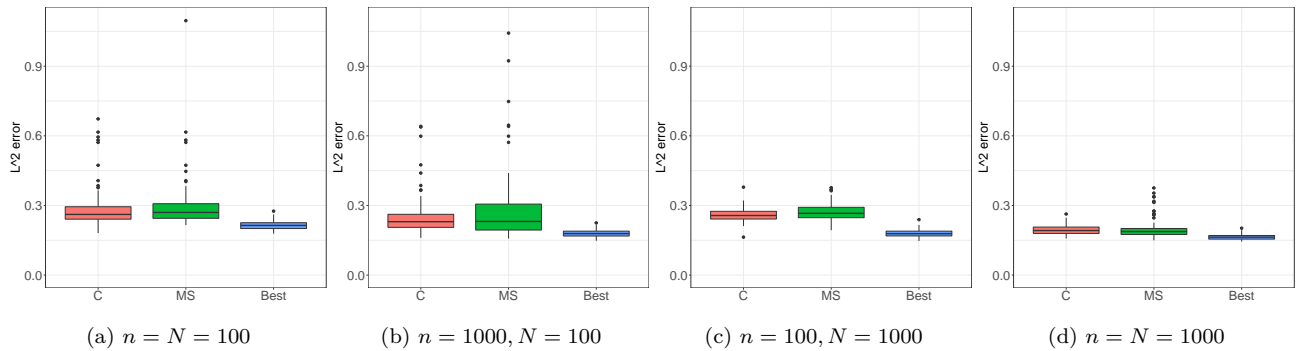 L^2 error
0.9
0.6
0.3
0.0
C MS Best
(a) n = N = 100
L^2 error
0.9
0.6
0.3
0.0
C MS Best
(b) n = 1000, N = 100
L^2 error
0.9
0.6
0.3
0.0
C MS Best
(c) n = 100, N = 1000
L^2 error
0.9
0.6
0.3
0.0
C MS Best
(d) n = N = 1000